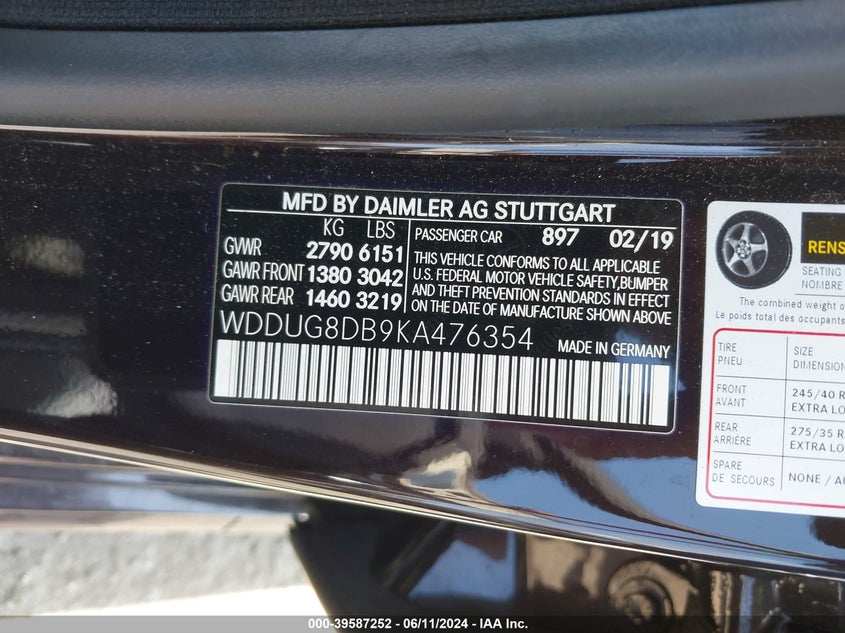 MFD BY DAIMLER AG STUTTGART
KG LBS
GVWR 2790 6151
GAWR FRONT 1380 3042
GAWR REAR 1460 3219
PASSENGER CAR 897 02/19
THIS VEHICLE CONFORMS TO ALL APPLICABLE
U.S. FEDERAL MOTOR VEHICLE SAFETY,BUMPER
AND THEFT PREVENTION STANDARDS IN EFFECT
ON THE DATE OF MANUFACTURE SHOWN ABOVE
WDDUG8DB9KA476354 MADE IN GERMANY
RENS
SEATING
NOMBRE
The combined weight of
Le poids total
TIRE SIZE
PNEU DIMENSION
FRONT 245/40 R
AVANT EXTRA LO
REAR 275/35 R
ARRIÈRE EXTRA LO
SPARE NONE / AU
DE SECOURS
000-39587252 - 06/11/2024 - IAA Inc.